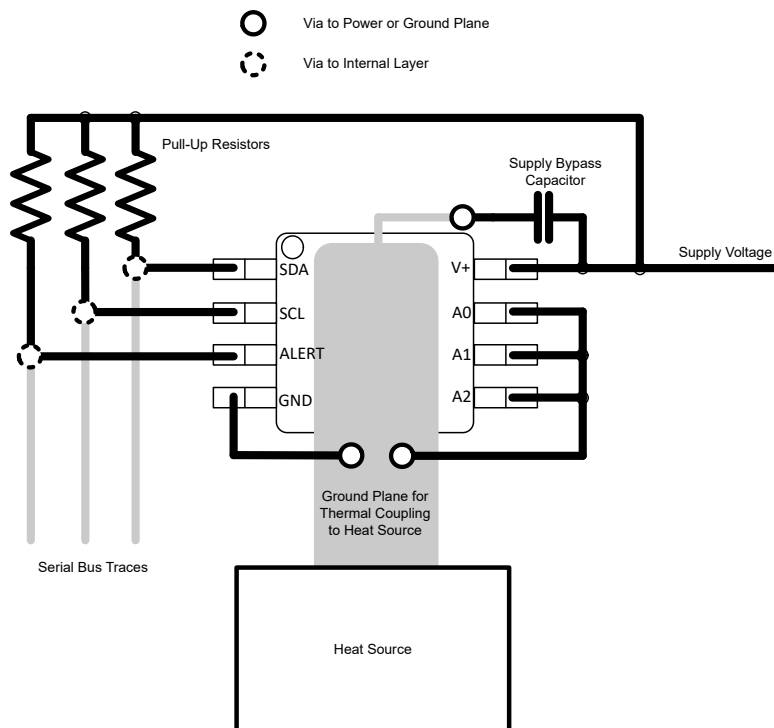 Via to Power or Ground Plane
Via to Internal Layer
Pull-Up Resistors
Supply Bypass
Capacitor
Supply Voltage
SDA
SCL
ALERT
GND
V+
A0
A1
A2
Ground Plane for
Thermal Coupling
to Heat Source
Serial Bus Traces
Heat Source